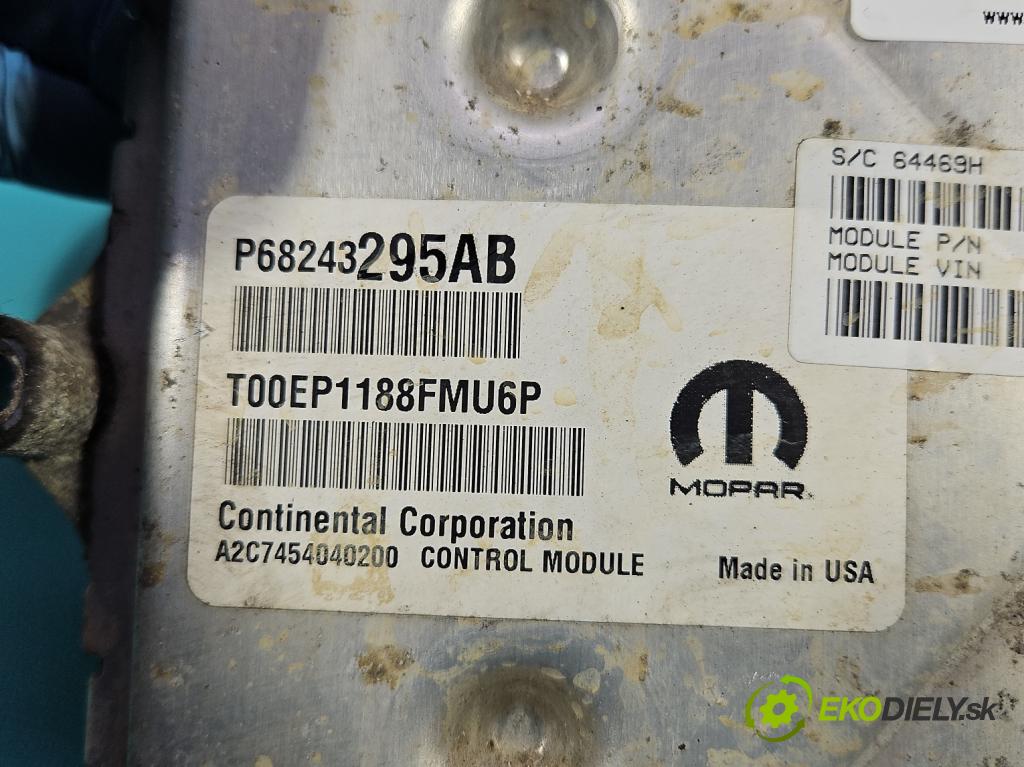 www.
S/C 64469H
MODULE P/N
MODULE VIN
P68243295AB
T00EP1188FMU6P
MOPAR
Continental Corporation
A2C7454040200 CONTROL MODULE
Made in USA
EKODIELY.sk